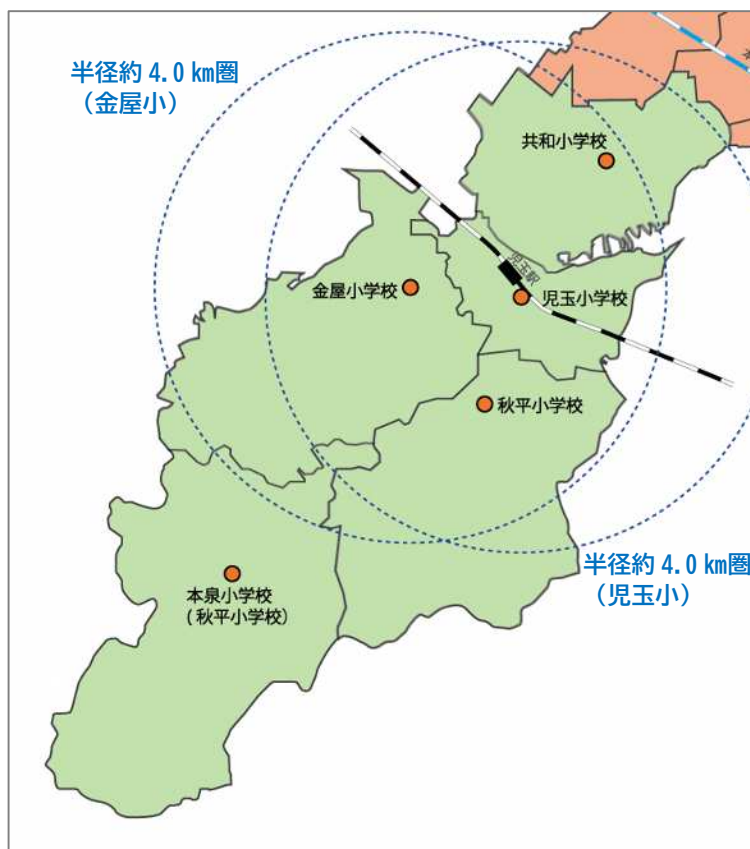 半径約 4.0 ㎞圏
（金屋小）
共和小学校
児玉駅
金屋小学校
児玉小学校
秋平小学校
半径約 4.0 ㎞圏
（児玉小）
本泉小学校
（秋平小学校）